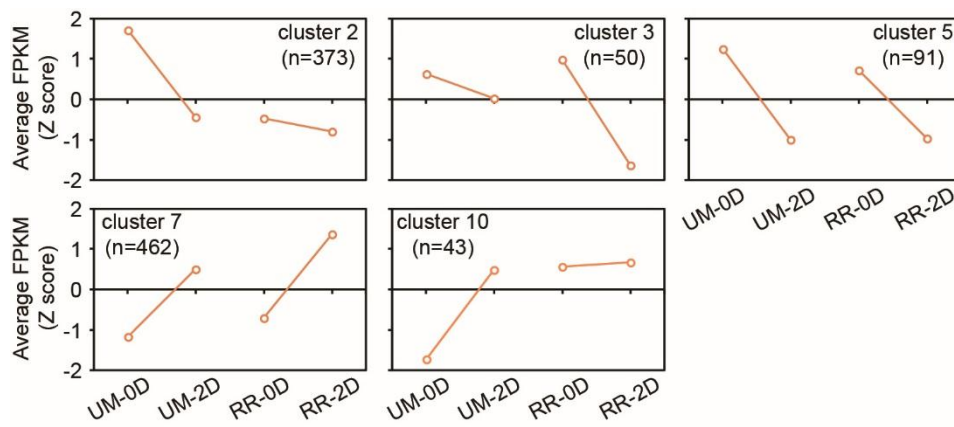 Average FPKM
(Z score)
2
1
0
-1
-2
cluster 2
(n=373)
cluster 3
(n=50)
cluster 5
(n=91)
UM-0D
UM-2D
RR-0D
RR-2D
Average FPKM
(Z score)
2
1
0
-1
-2
cluster 7
(n=462)
cluster 10
(n=43)
UM-0D
UM-2D
RR-0D
RR-2D
UM-0D
UM-2D
RR-0D
RR-2D